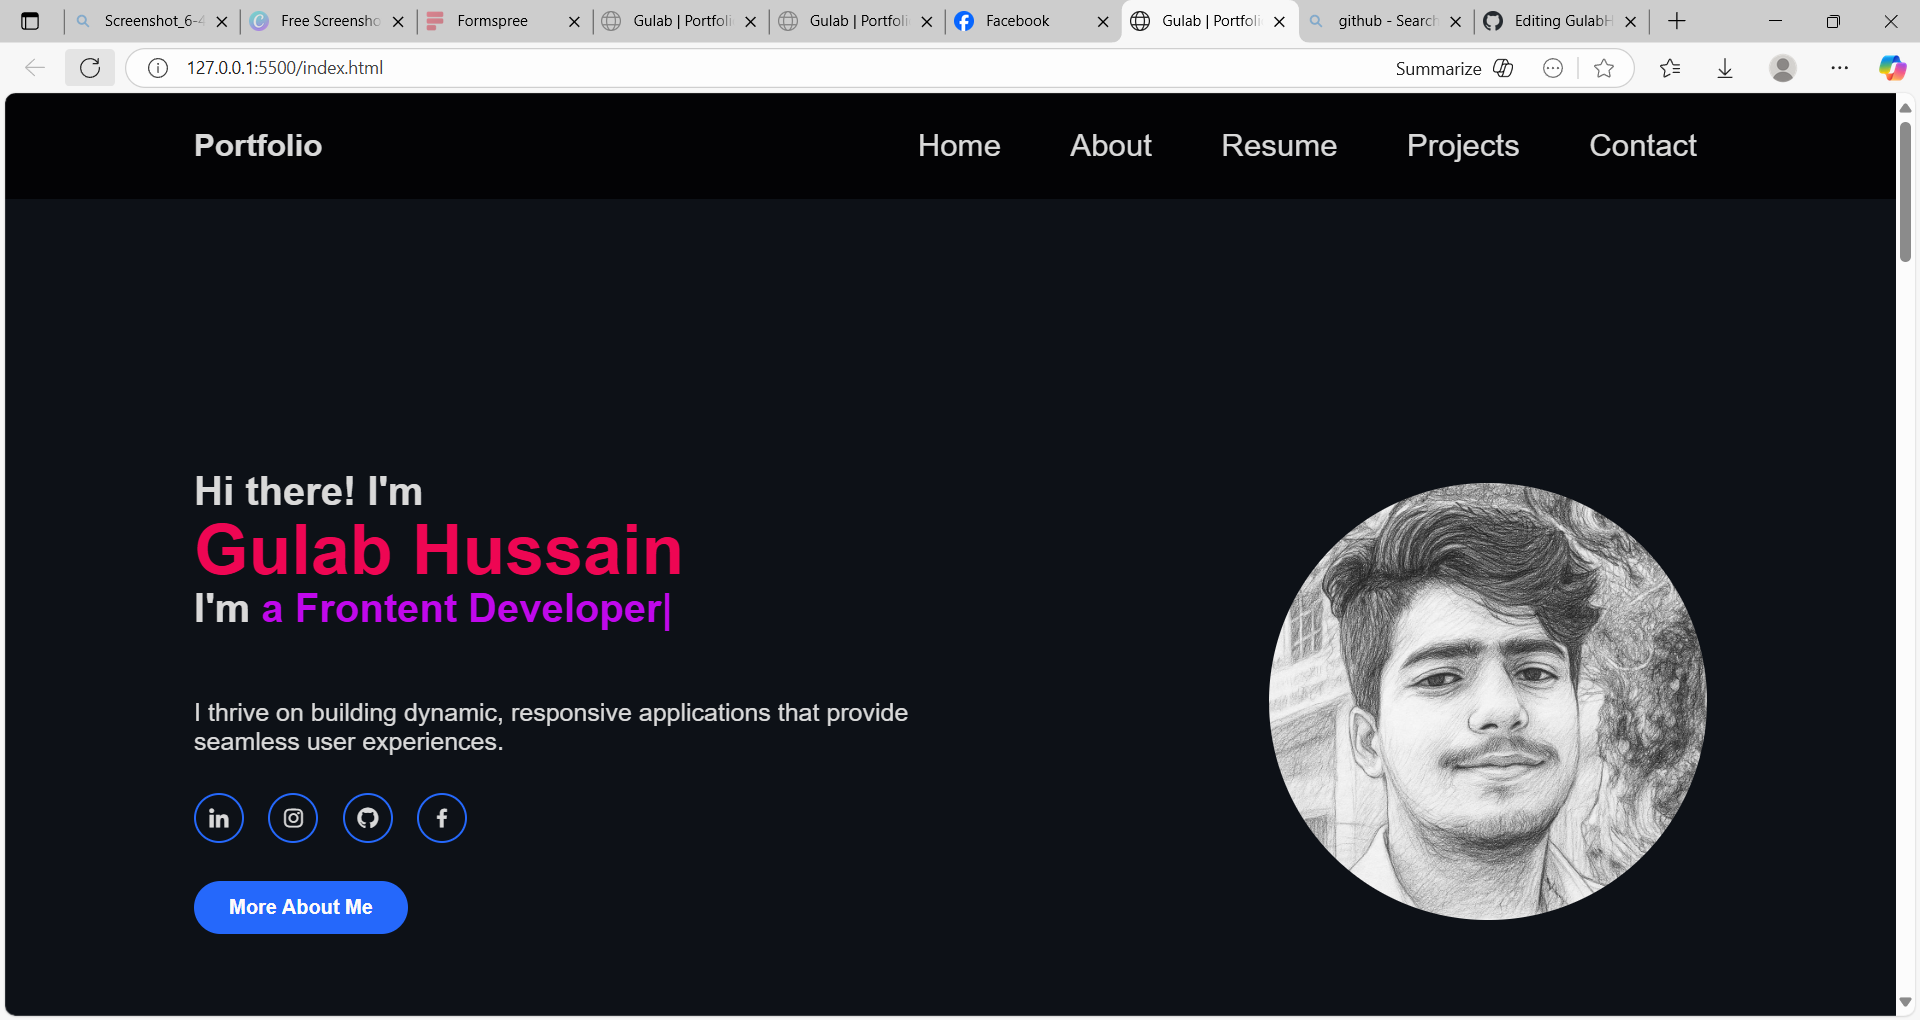 Screenshot_6-4
Free Screensho
Formspree
Gulab | Portfoli
Gulab | Portfoli
Facebook
Gulab | Portfoli
github - Search
Editing GulabH
127.0.0.1:5500/index.html
Summarize
Portfolio
Home
About
Resume
Projects
Contact
Hi there! I'm
Gulab Hussain
I'm a Frontent Developer|
I thrive on building dynamic, responsive applications that provide
seamless user experiences.
More About Me